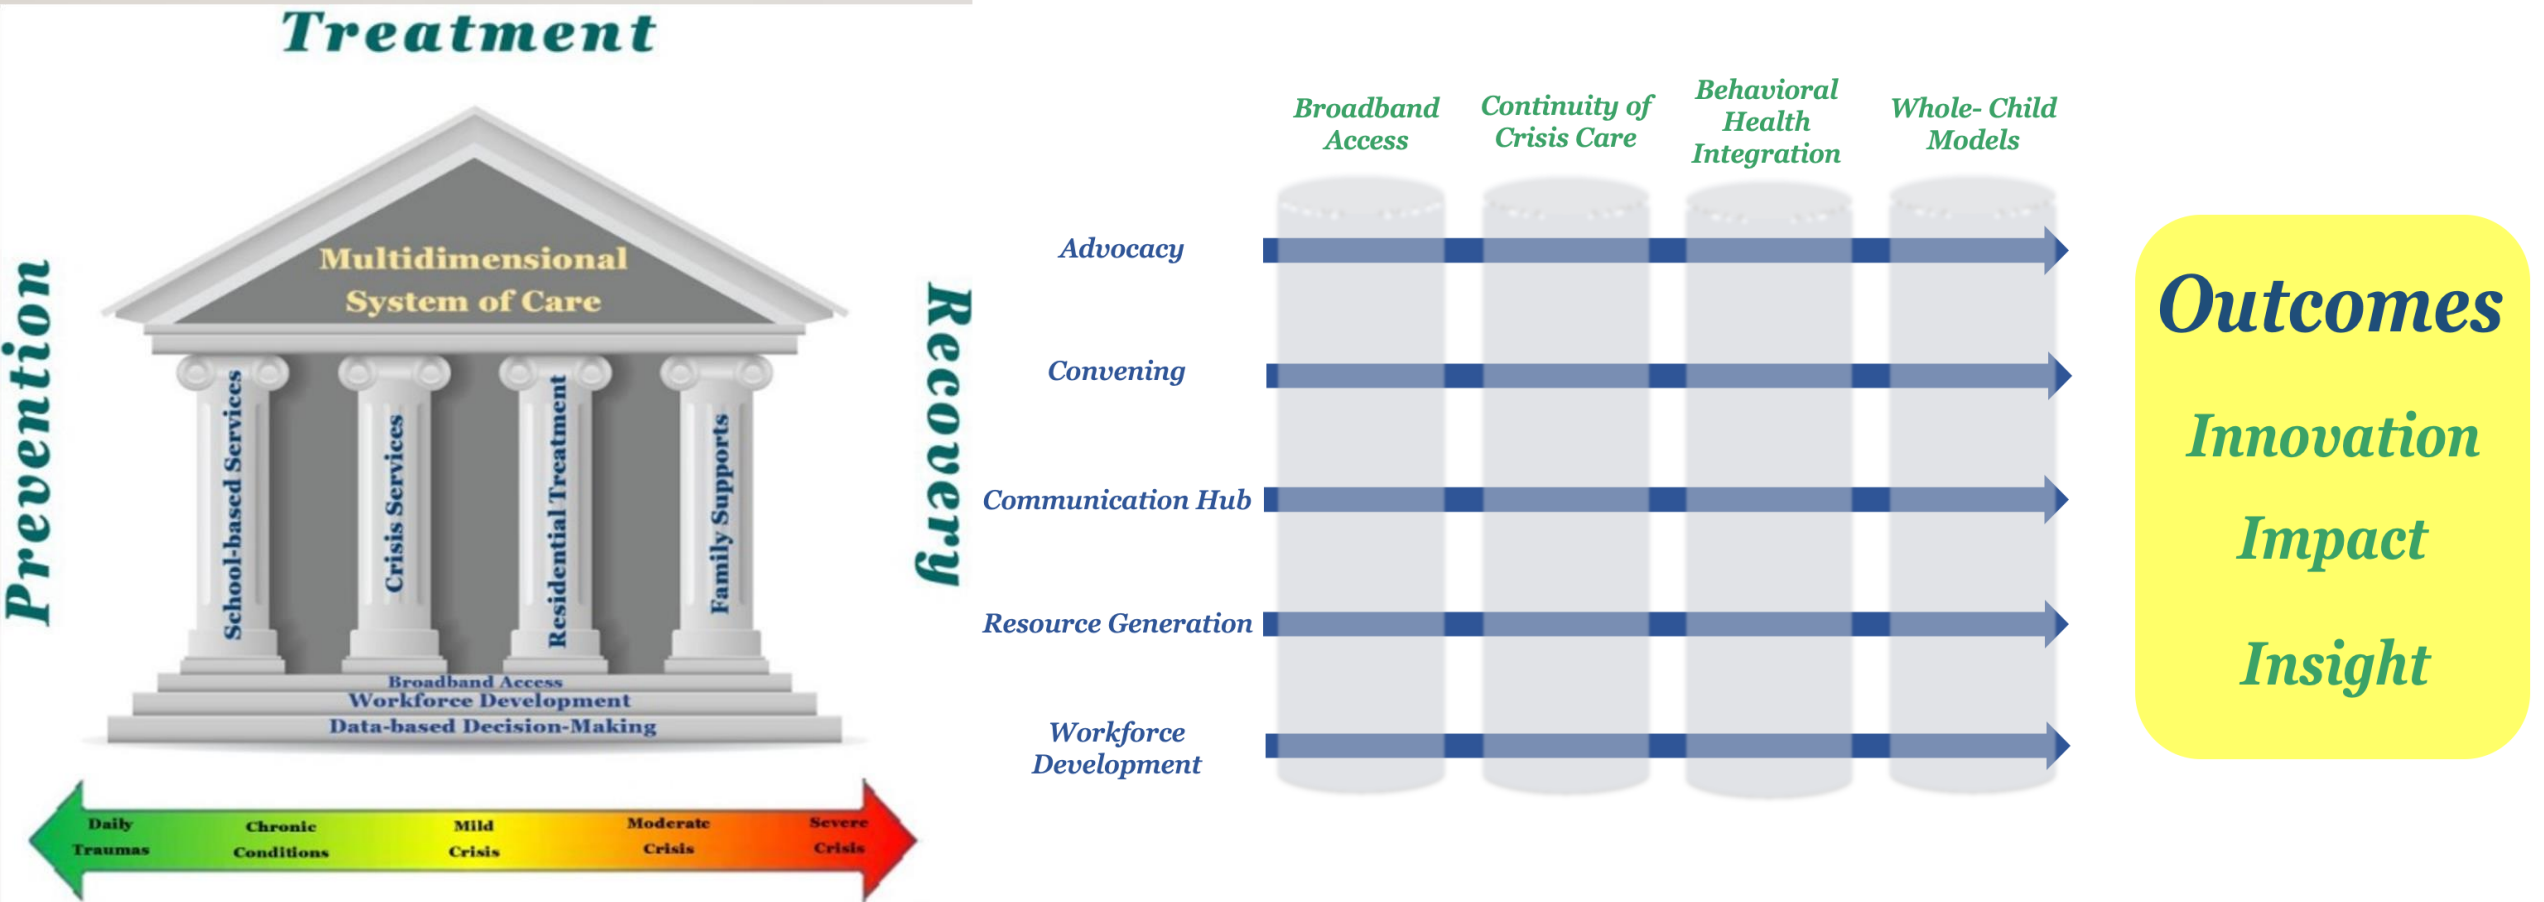 Treatment
Prevention
Recovery
Multidimensional
System of Care
School-based Services
Crisis Services
Residential Treatment
Family Supports
Broadband Access
Workforce Development
Data-based Decision-Making
Daily
Traumas
Chronic
Conditions
Mild
Crisis
Moderate
Crisis
Severe
Crisis
Broadband
Access
Continuity of
Crisis Care
Behavioral
Health
Integration
Whole- Child
Models
Advocacy
Convening
Communication Hub
Resource Generation
Workforce
Development
Outcomes
Innovation
Impact
Insight